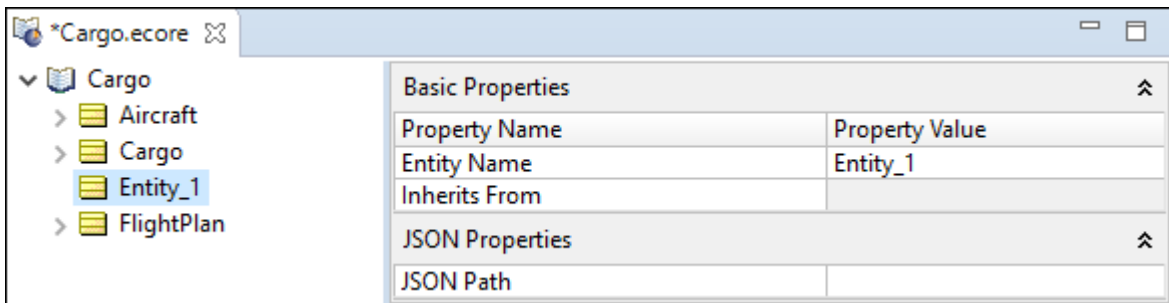 *Cargo.ecore
Cargo
Aircraft
Cargo
Entity_1
FlightPlan
Basic Properties
Property Name Property Value
Entity Name Entity_1
Inherits From
JSON Properties
JSON Path